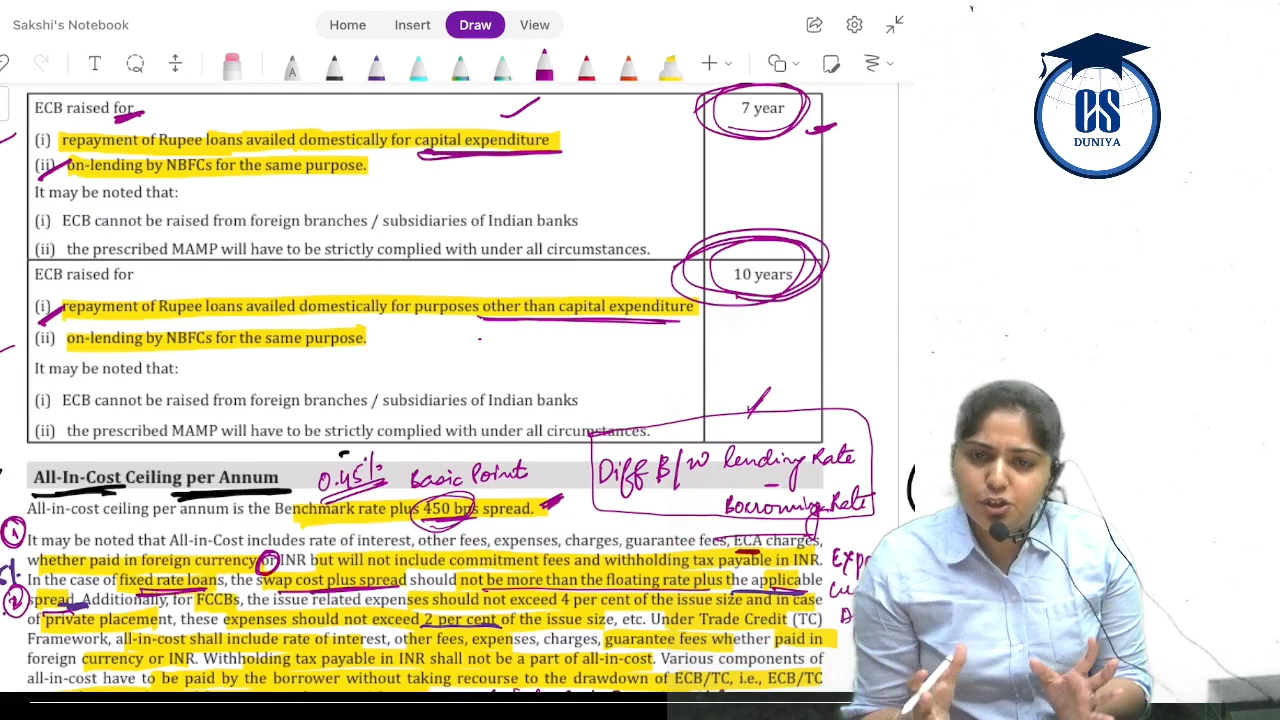 Sakshi's Notebook
Home Insert Draw View
CS
DUNIYA
ECB raised for
7 year
(i) repayment of Rupee loans availed domestically for capital expenditure
(ii) on-lending by NBFCs for the same purpose.
It may be noted that:
(i) ECB cannot be raised from foreign branches / subsidiaries of Indian banks
(ii) the prescribed MAMP will have to be strictly complied with under all circumstances.
ECB raised for
10 years
(i) repayment of Rupee loans availed domestically for purposes other than capital expenditure
(ii) on-lending by NBFCs for the same purpose.
It may be noted that:
(i) ECB cannot be raised from foreign branches / subsidiaries of Indian banks
(ii) the prescribed MAMP will have to be strictly complied with under all circumstances.
Diff B/w lending Rate
Borrowing Rate
0.45% Basic Point
All-In-Cost Ceiling per Annum
All-in-cost ceiling per annum is the Benchmark rate plus 450 bps spread.
1
It may be noted that All-in-Cost includes rate of interest, other fees, expenses, charges, guarantee fees, ECA charges,
whether paid in foreign currency or INR but will not include commitment fees and withholding tax payable in INR.
In the case of fixed rate loans, the swap cost plus spread should not be more than the floating rate plus the applicable
2
spread. Additionally, for FCCBs, the issue related expenses should not exceed 4 per cent of the issue size and in case
of private placement, these expenses should not exceed 2 per cent of the issue size, etc. Under Trade Credit (TC)
Framework, all-in-cost shall include rate of interest, other fees, expenses, charges, guarantee fees whether paid in
foreign currency or INR. Withholding tax payable in INR shall not be a part of all-in-cost. Various components of
all-in-cost have to be paid by the borrower without taking recourse to the drawdown of ECB/TC, i.e., ECB/TC